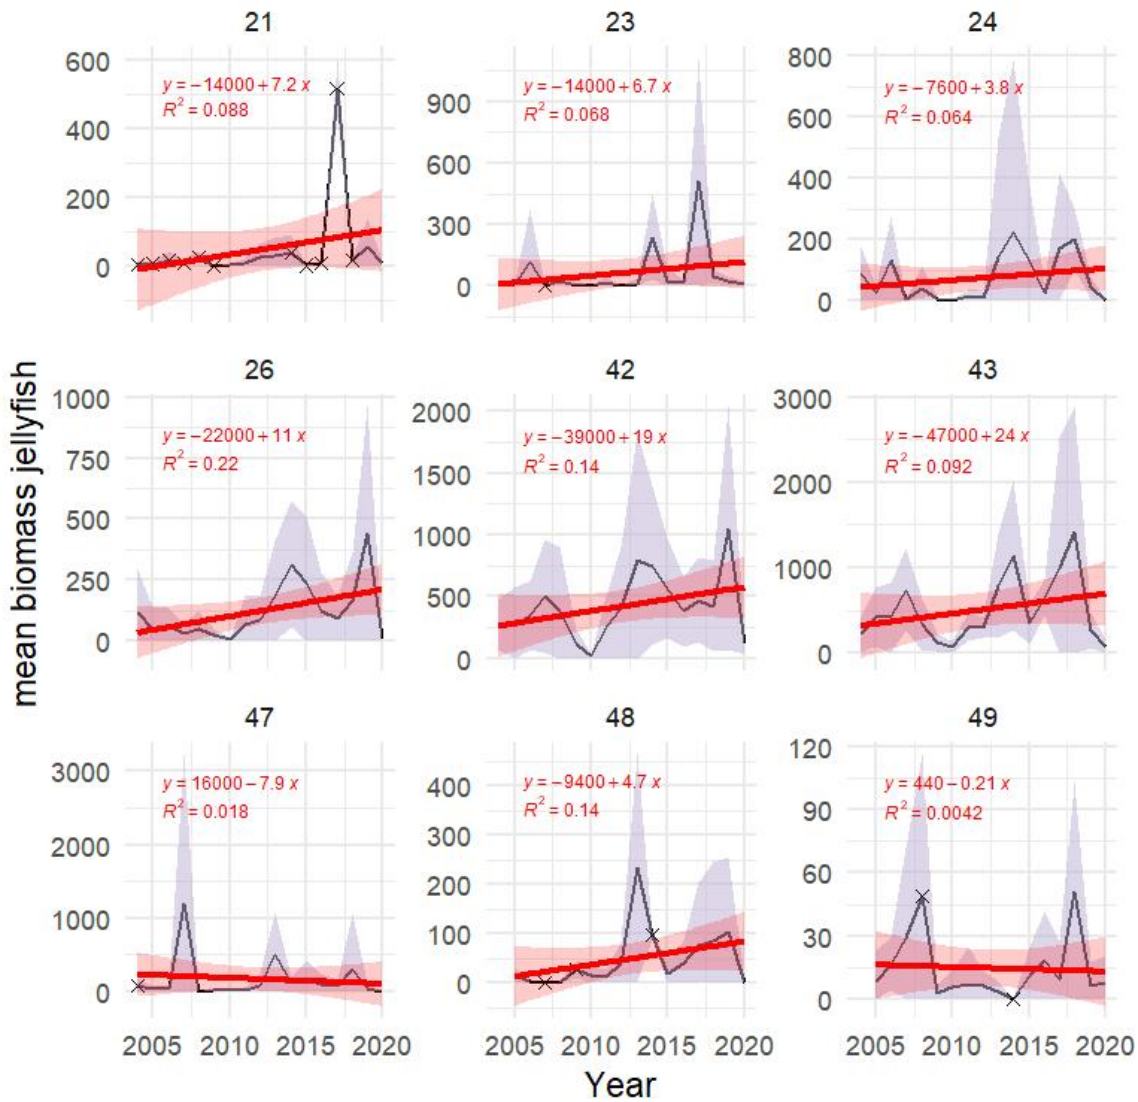 21
600
400
200
0
y = −14000+7.2 x
R² = 0.088
23
900
600
300
0
y = −14000+6.7 x
R² = 0.068
24
800
600
400
200
0
y = −7600+3.8 x
R² = 0.064
mean biomass jellyfish
26
1000
750
500
250
0
y = −22000+11 x
R² = 0.22
42
2000
1500
1000
500
0
y = −39000+19 x
R² = 0.14
43
3000
2000
1000
0
y = −47000+24 x
R² = 0.092
47
3000
2000
1000
0
y = 16000−7.9 x
R² = 0.018
2005 2010 2015 2020
48
400
300
200
100
0
y = −9400+4.7 x
R² = 0.14
2005 2010 2015 2020
49
120
90
60
30
0
y = 440−0.21 x
R² = 0.0042
2005 2010 2015 2020
Year